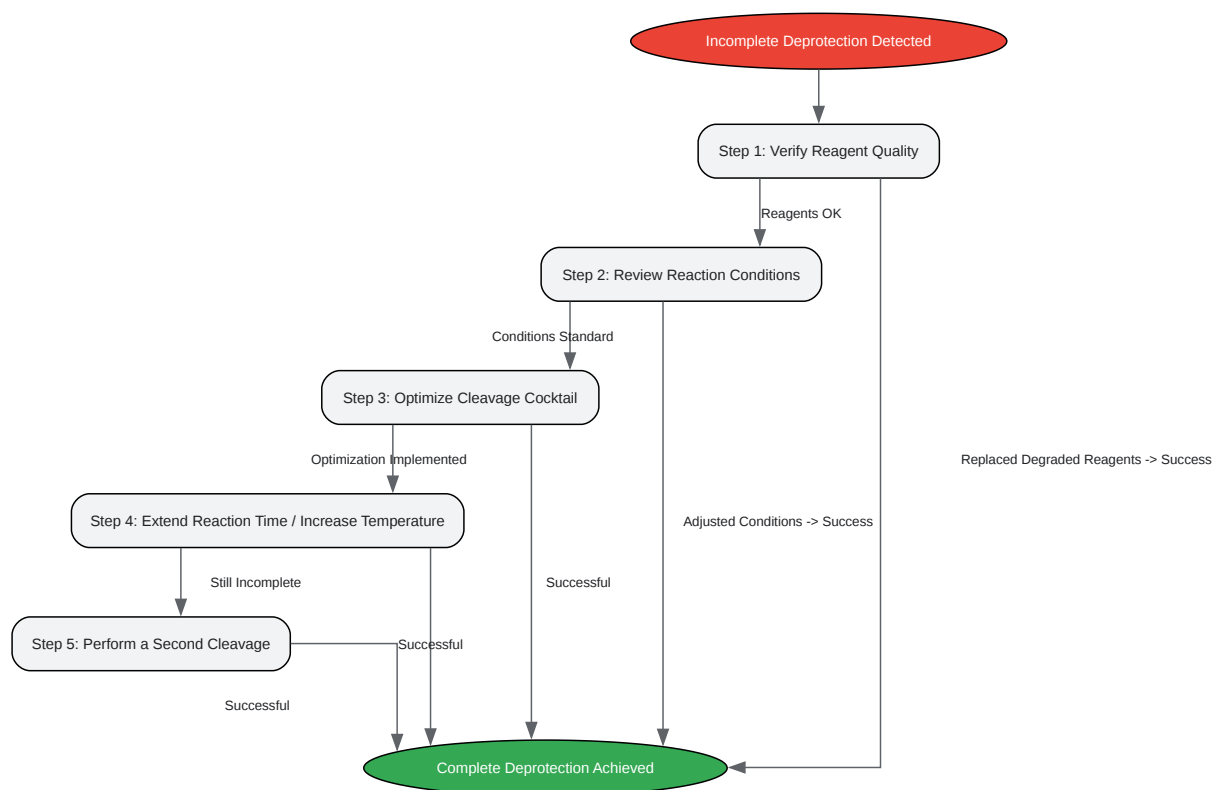 Incomplete Deprotection Detected
Step 1: Verify Reagent Quality
Reagents OK
Step 2: Review Reaction Conditions
Conditions Standard
Step 3: Optimize Cleavage Cocktail
Optimization Implemented
Replaced Degraded Reagents -> Success
Step 4: Extend Reaction Time / Increase Temperature
Adjusted Conditions -> Success
Still Incomplete
Successful
Step 5: Perform a Second Cleavage
Successful
Successful
Complete Deprotection Achieved